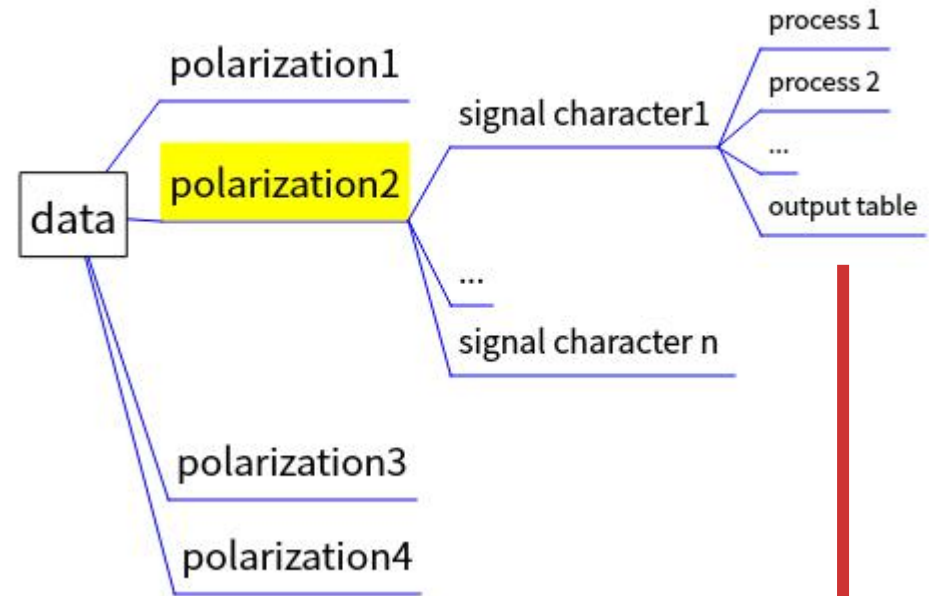 process 1
polarization1
process 2
signal character1
...
polarization2
output table
data
...
signal character n
polarization3
polarization4